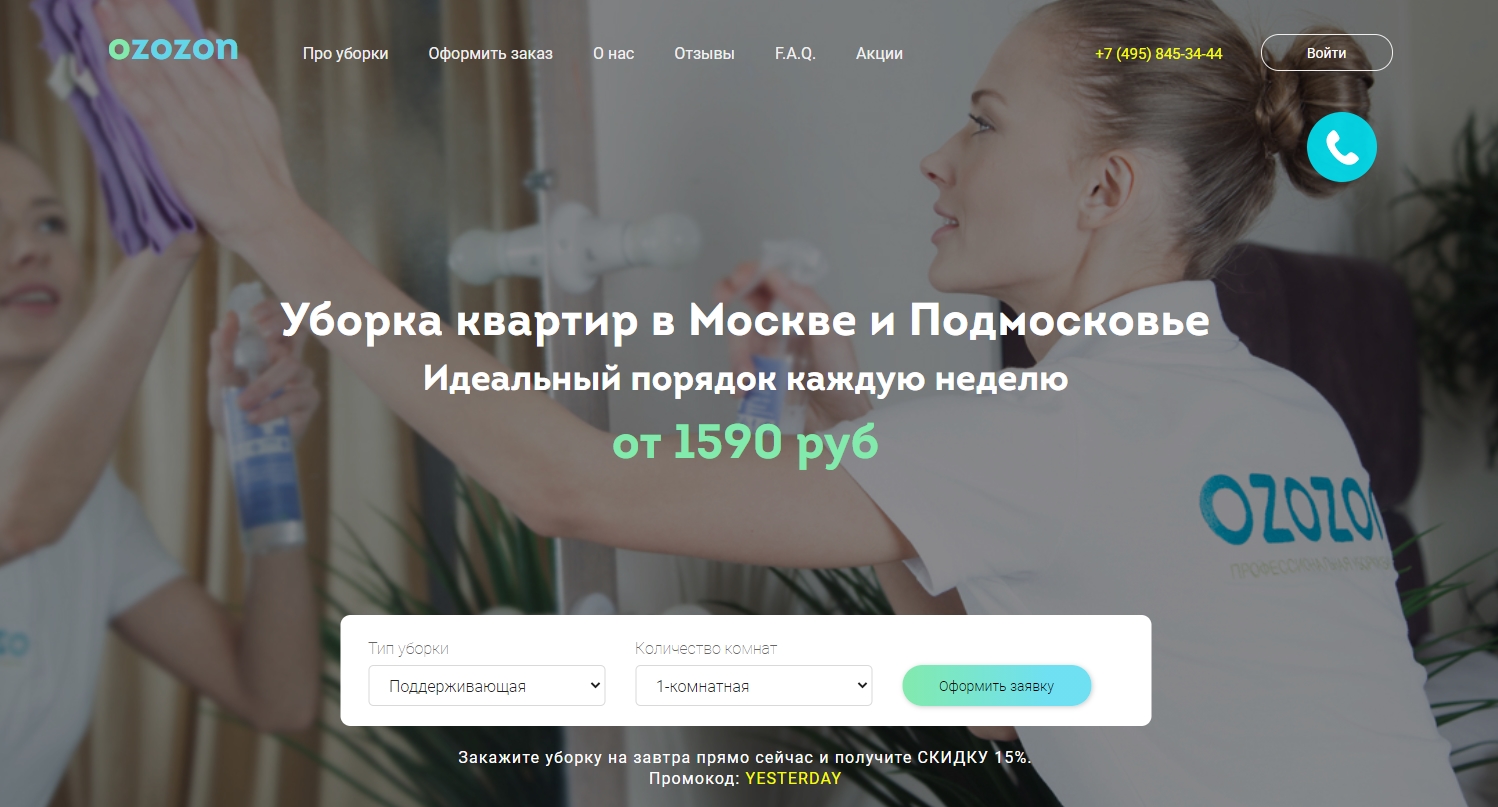 ozozon
Про уборки Оформить заказ О нас Отзывы F.A.Q. Акции +7 (495) 845-34-44 Войти
Уборка квартир в Москве и Подмосковье
Идеальный порядок каждую неделю
от 1590 руб
OZOZON
Тип уборки Количество комнат
Поддерживающая 1-комнатная Оформить заявку
Закажите уборку на завтра прямо сейчас и получите СКИДКУ 15%.
Промокод: YESTERDAY